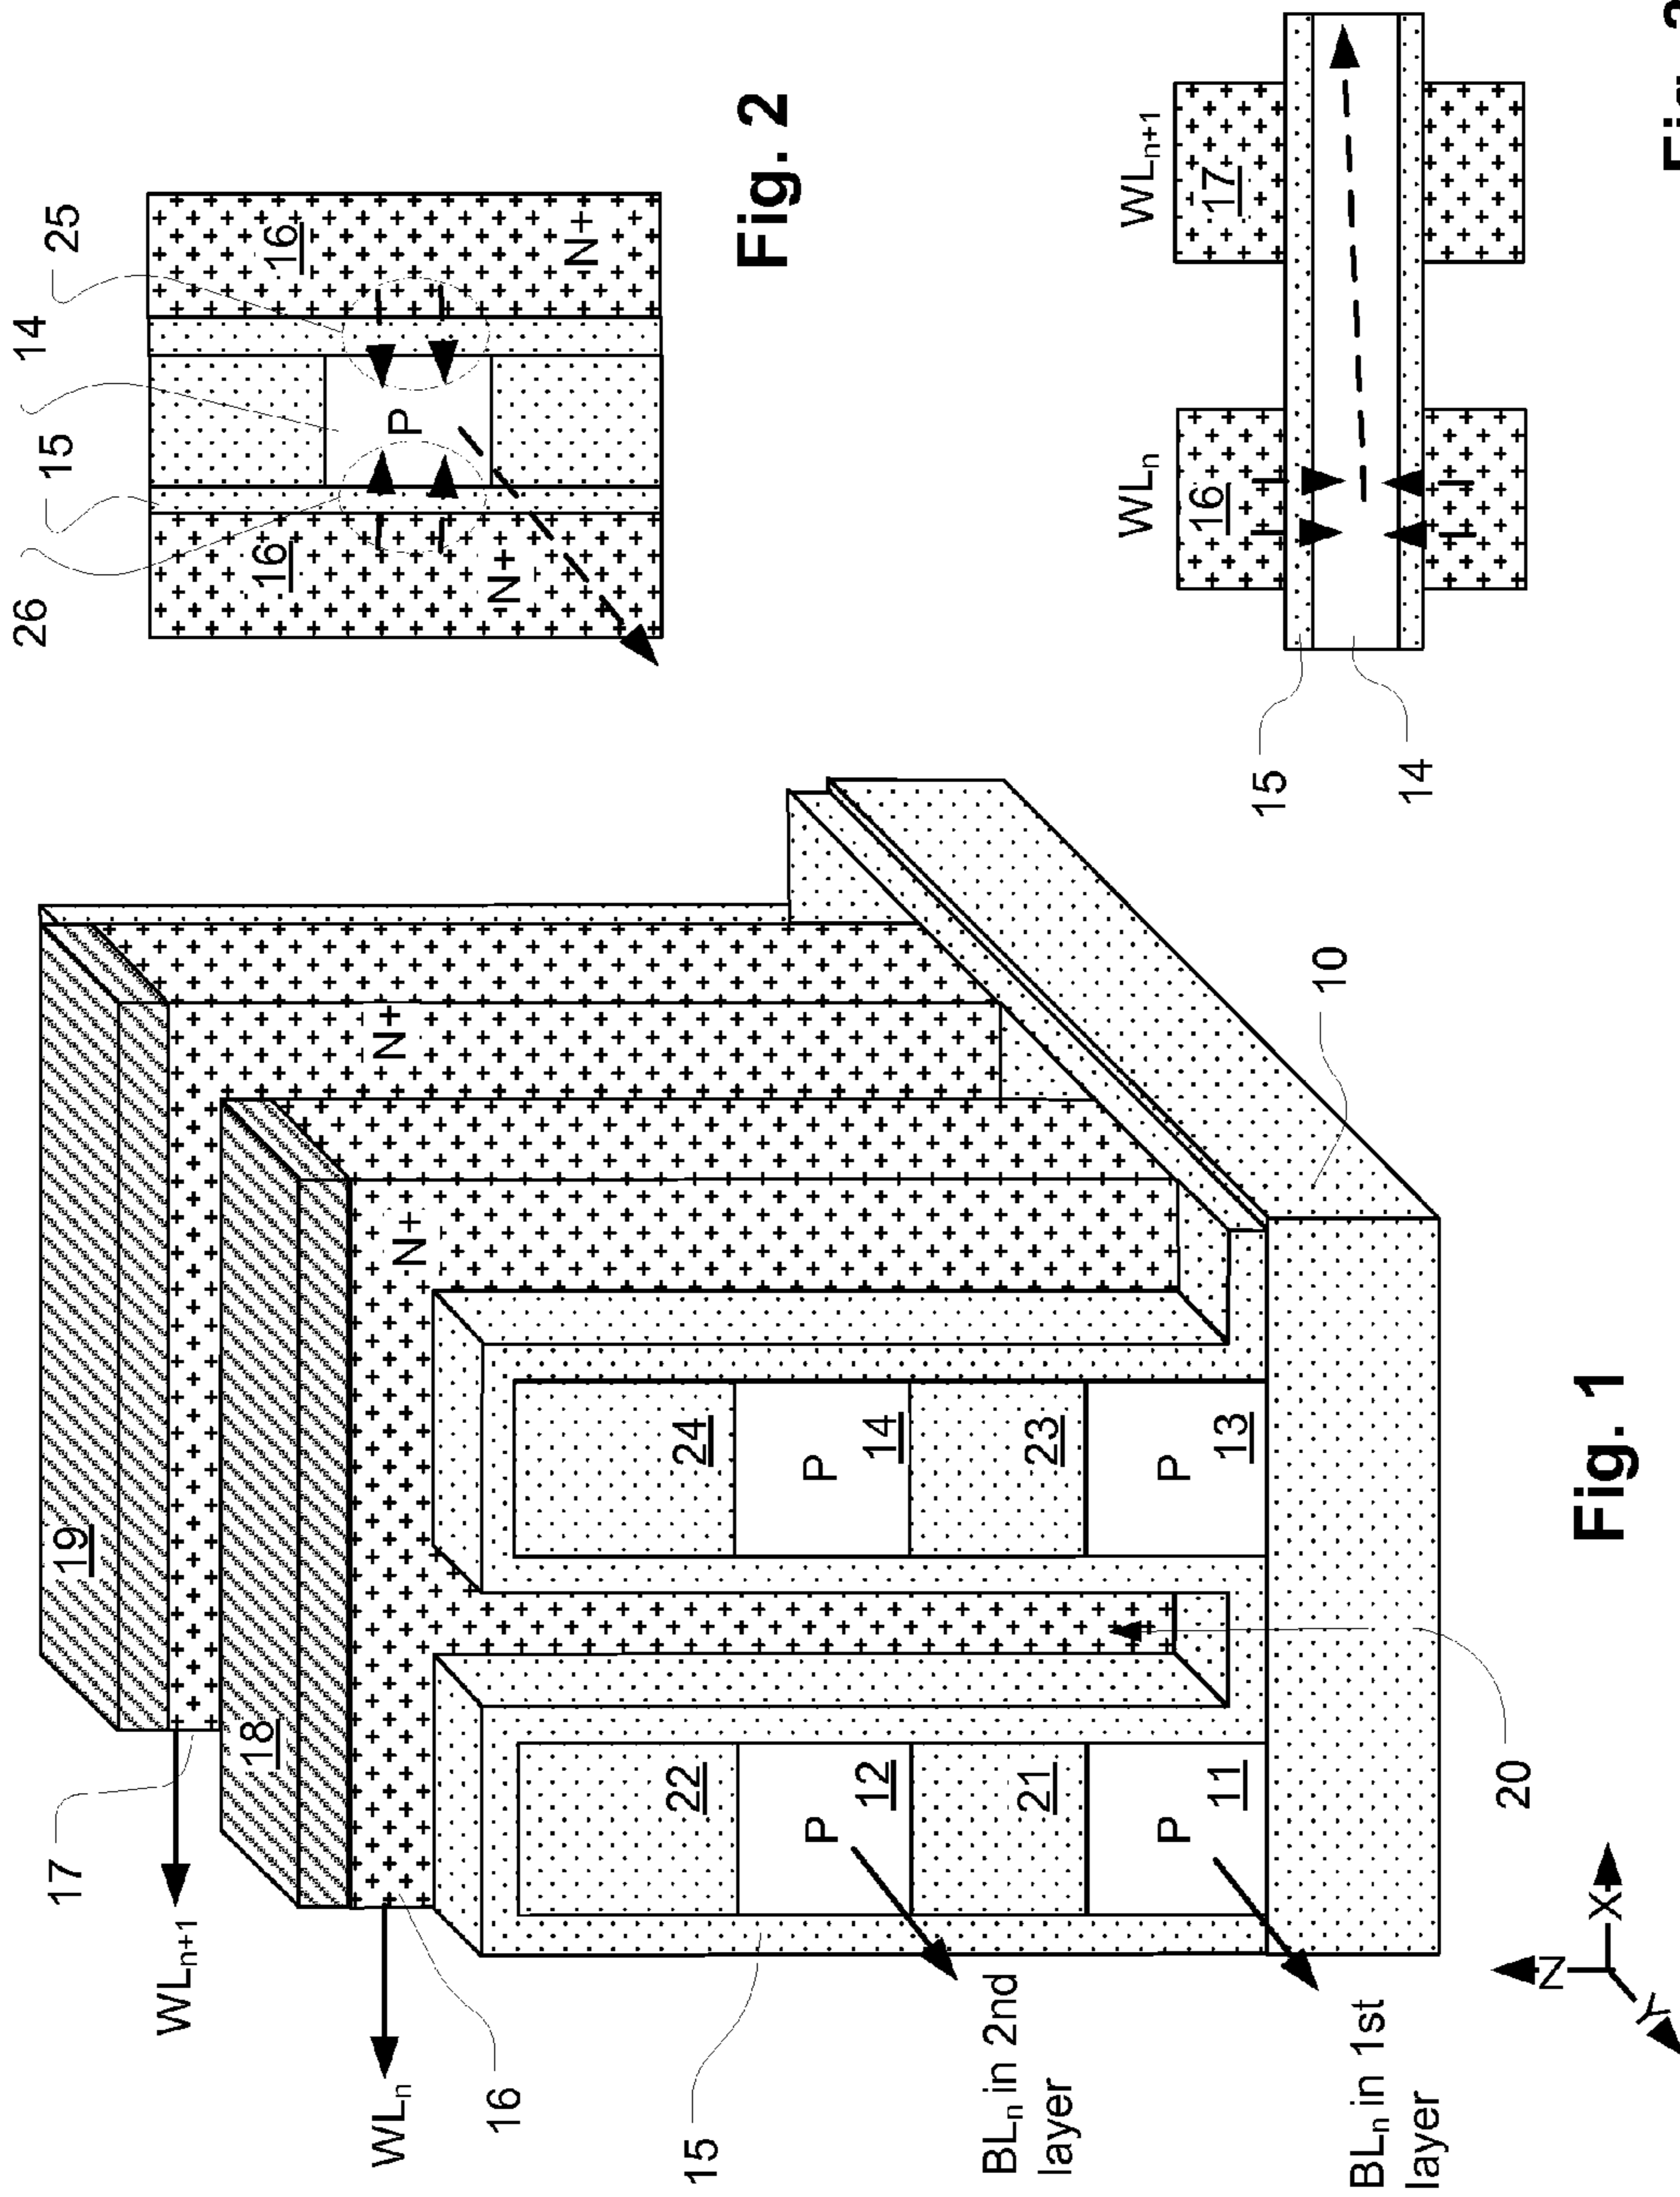 17
WLn+1
WLn
16
15
BLn in 2nd
layer
BLn in 1st
layer
19
18
N+
N+
22
P
12
21
P
11
24
P
14
23
P
13
10
20
Z
X
Y
Fig. 1
26
15
14
25
16
N+
P
16
N+
Fig. 2
WLn
WLn+1
16
17
15
14
Fig.